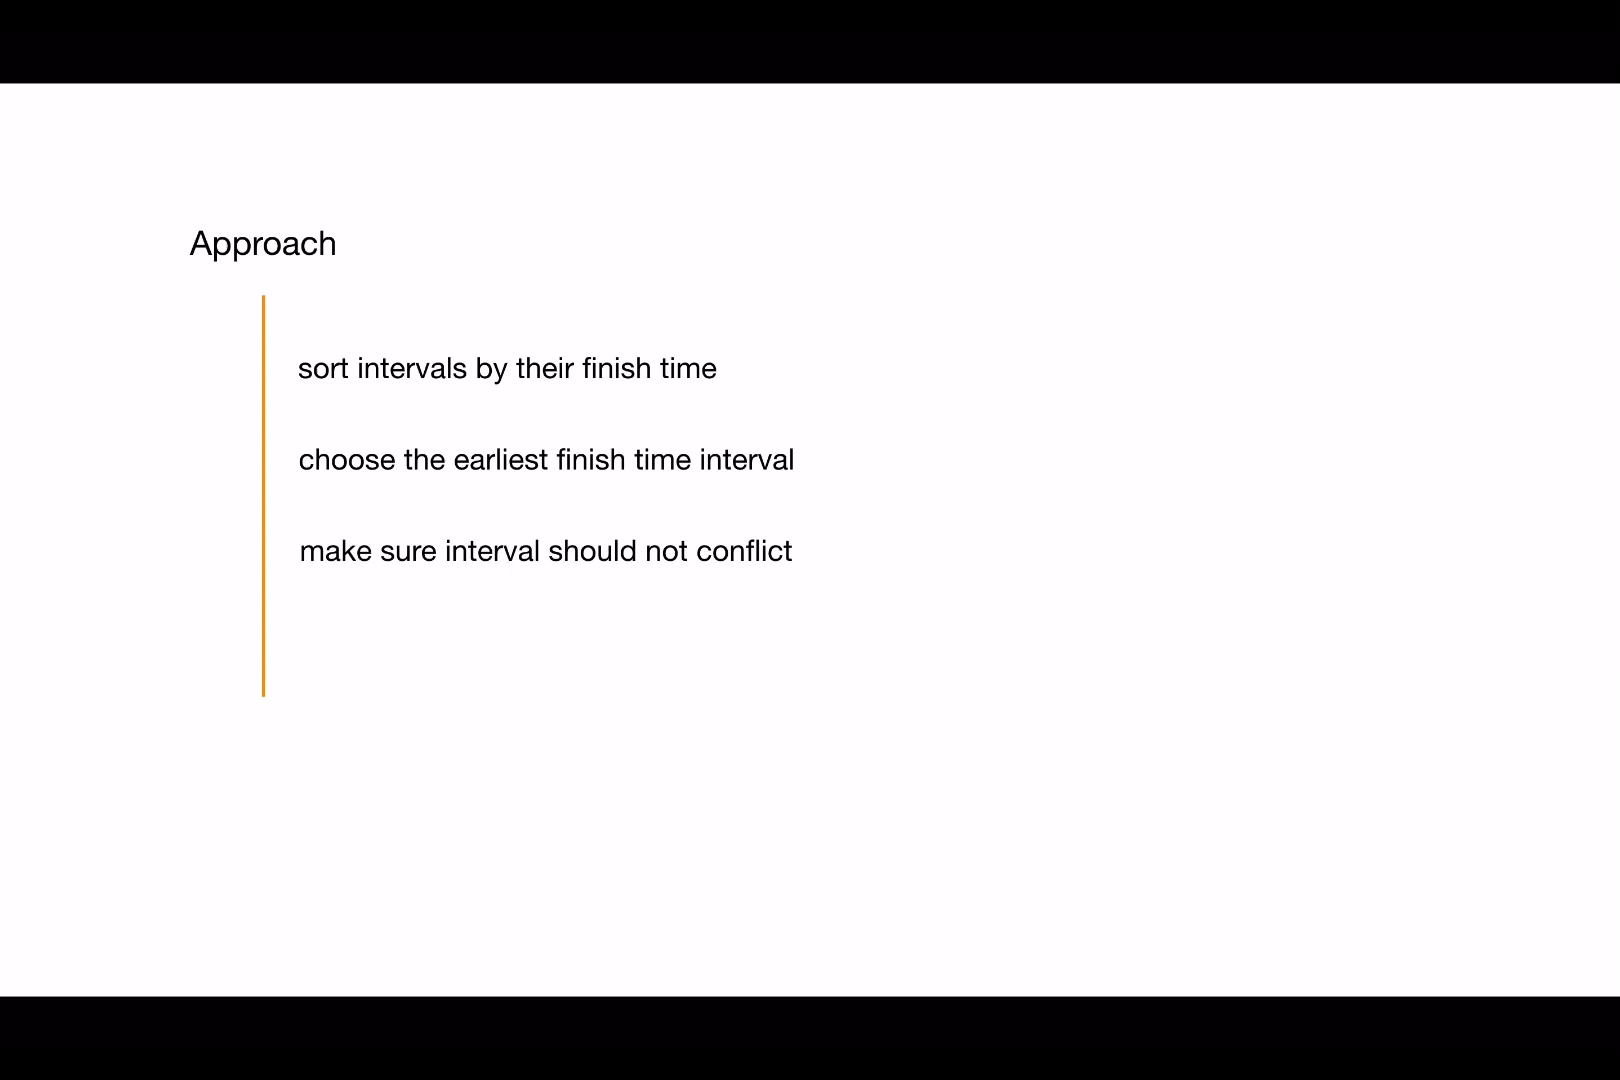 Approach
sort intervals by their finish time
choose the earliest finish time interval
make sure interval should not conflict